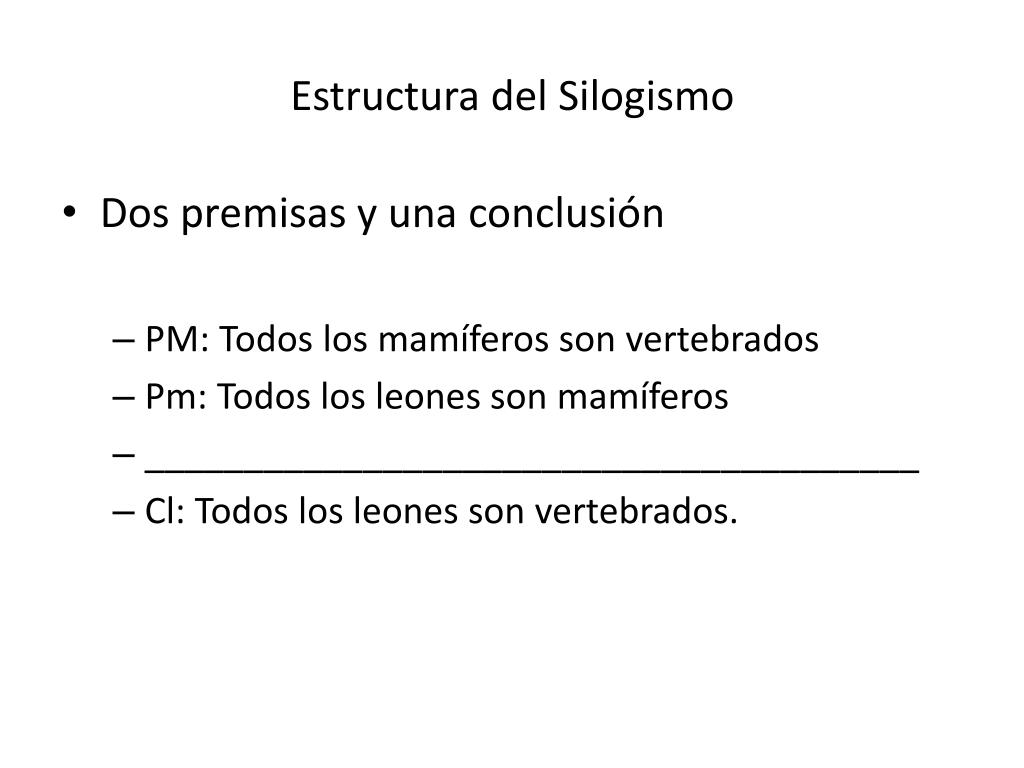 Estructura del Silogismo
• Dos premisas y una conclusión
– PM: Todos los mamíferos son vertebrados
– Pm: Todos los leones son mamíferos
– _______________________________________
– Cl: Todos los leones son vertebrados.